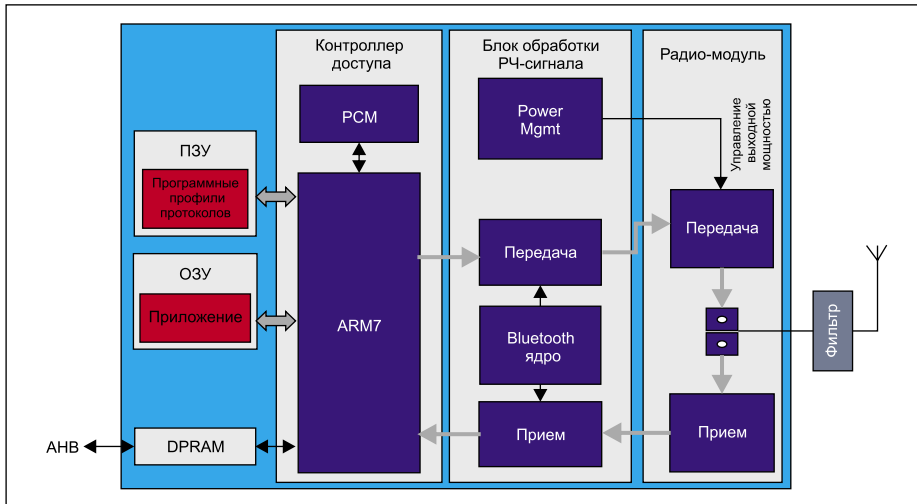 Контроллер
доступа
Блок обработки
РЧ-сигнала
Радио-модуль
PCM
Power
Mgmt
Управление
выходной
мощностью
ПЗУ
Программные
профили
протоколов
Передача
Передача
ОЗУ
Приложение
ARM7
Bluetooth
ядро
Фильтр
Прием
Прием
AHB
DPRAM